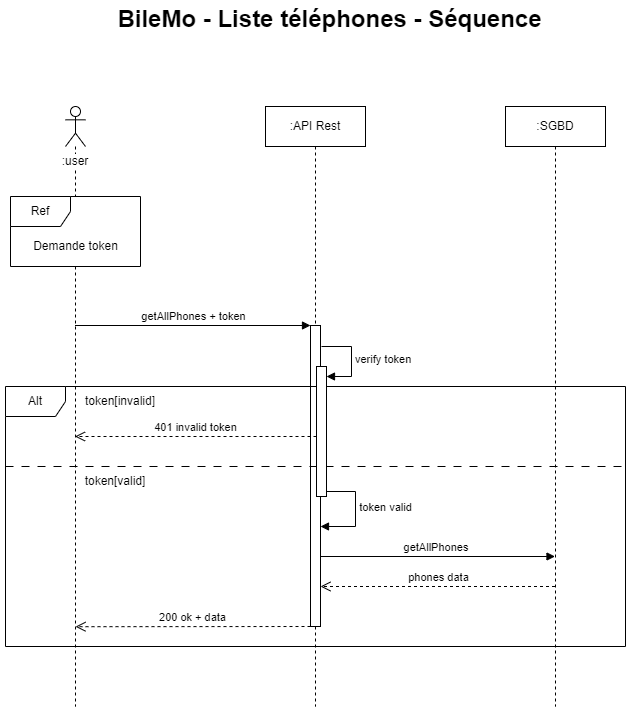 BileMo - Liste téléphones - Séquence
:user
:API Rest
:SGBD
Ref
Demande token
getAllPhones + token
verify token
Alt
token[invalid]
401 invalid token
token[valid]
token valid
getAllPhones
phones data
200 ok + data